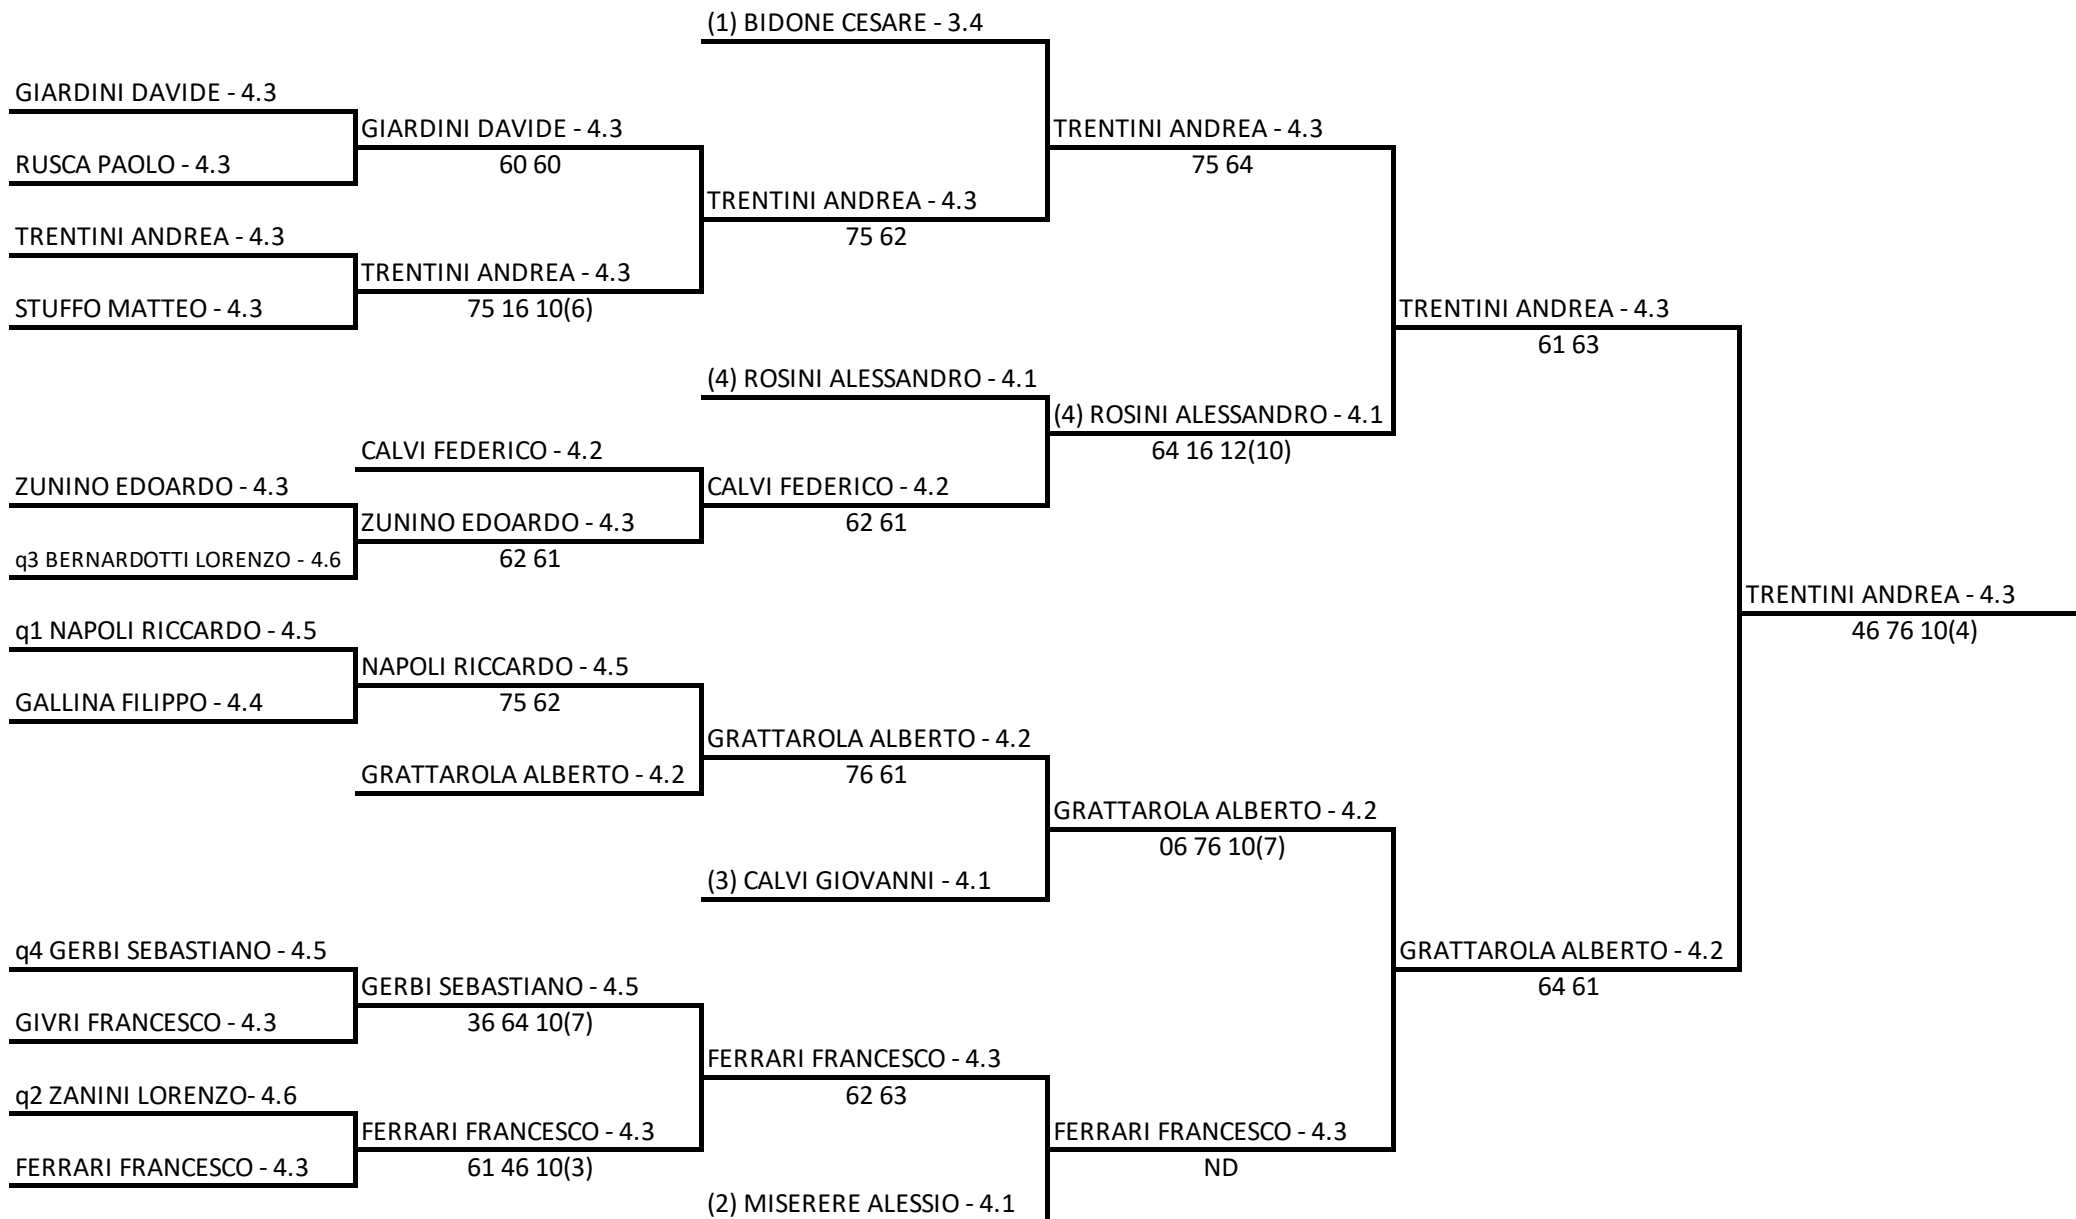 (1) BIDONE CESARE - 3.4
GIARDINI DAVIDE - 4.3
GIARDINI DAVIDE - 4.3
TRENTINI ANDREA - 4.3
RUSCA PAOLO - 4.3
60 60
75 64
TRENTINI ANDREA - 4.3
TRENTINI ANDREA - 4.3
75 62
TRENTINI ANDREA - 4.3
STUFFO MATTEO - 4.3
75 16 10(6)
TRENTINI ANDREA - 4.3
61 63
(4) ROSINI ALESSANDRO - 4.1
(4) ROSINI ALESSANDRO - 4.1
CALVI FEDERICO - 4.2
64 16 12(10)
ZUNINO EDOARDO - 4.3
CALVI FEDERICO - 4.2
ZUNINO EDOARDO - 4.3
62 61
q3 BERNARDOTTI LORENZO - 4.6
62 61
TRENTINI ANDREA - 4.3
q1 NAPOLI RICCARDO - 4.5
46 76 10(4)
NAPOLI RICCARDO - 4.5
GALLINA FILIPPO - 4.4
75 62
GRATTAROLA ALBERTO - 4.2
GRATTAROLA ALBERTO - 4.2
76 61
GRATTAROLA ALBERTO - 4.2
06 76 10(7)
(3) CALVI GIOVANNI - 4.1
q4 GERBI SEBASTIANO - 4.5
GRATTAROLA ALBERTO - 4.2
GERBI SEBASTIANO - 4.5
64 61
GIVRI FRANCESCO - 4.3
36 64 10(7)
FERRARI FRANCESCO - 4.3
q2 ZANINI LORENZO- 4.6
62 63
FERRARI FRANCESCO - 4.3
FERRARI FRANCESCO - 4.3
FERRARI FRANCESCO - 4.3
61 46 10(3)
ND
(2) MISERERE ALESSIO - 4.1